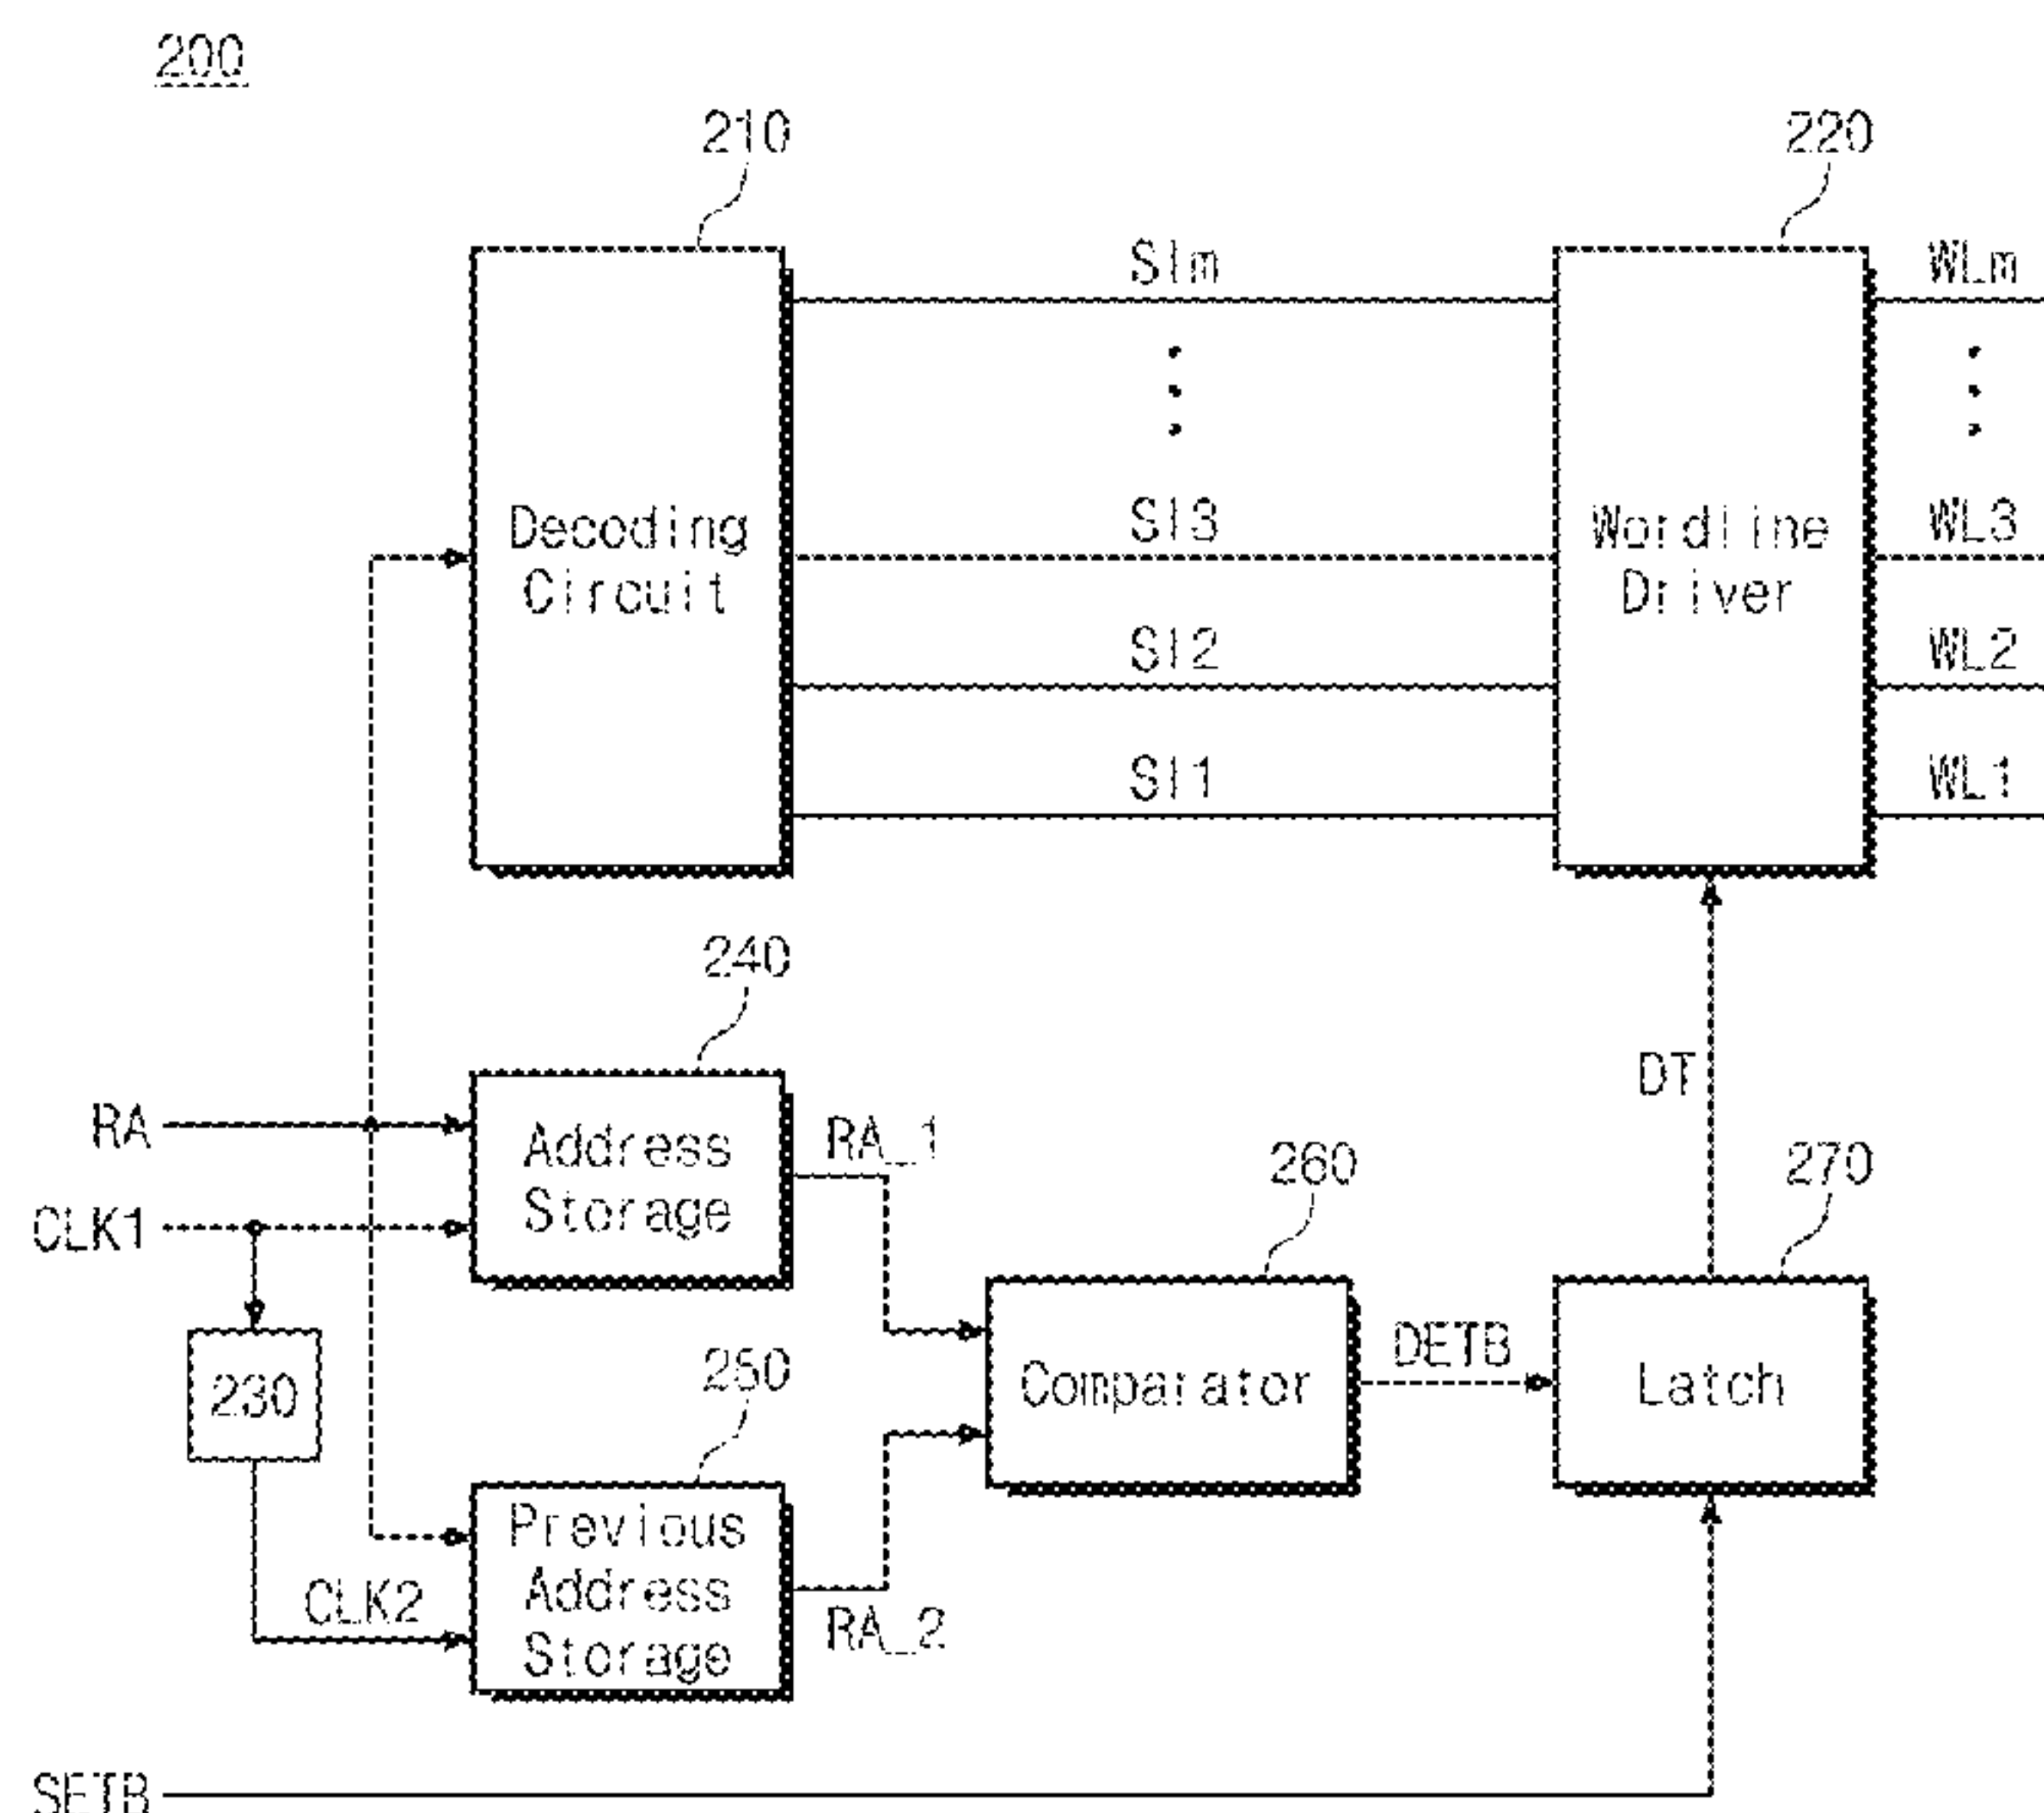 200
210
220
SIm
WLm
Decoding
Circuit
SI3
Wordline
Driver
WL3
SI2
WL2
SI1
WL1
240
DT
RA
Address
Storage
RA_1
260
270
CLK1
230
250
Comparator
DETB
Latch
Previous
Address
Storage
CLK2
RA_2
SETB